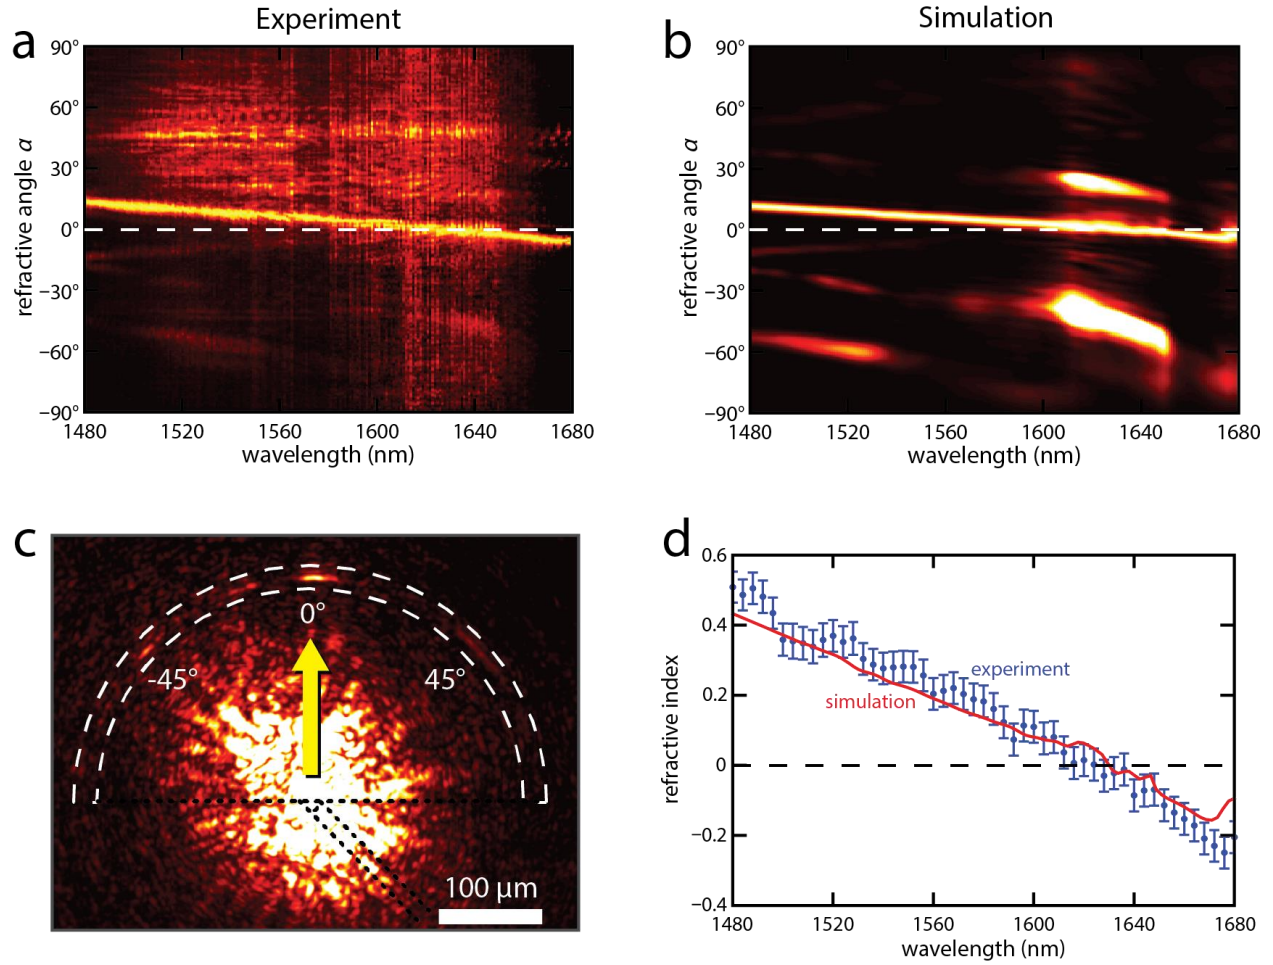 Experiment
a
90°
60°
30°
0°
−30°
−60°
−90°
refractive angle α
1480 1520 1560 1600 1640 1680
wavelength (nm)
Simulation
b
90°
60°
30°
0°
−30°
−60°
−90°
refractive angle α
1480 1520 1560 1600 1640 1680
wavelength (nm)
c
0°
-45°
45°
100 μm
d
0.6
0.4
0.2
0
−0.2
−0.4
refractive index
experiment
simulation
1480 1520 1560 1600 1640 1680
wavelength (nm)